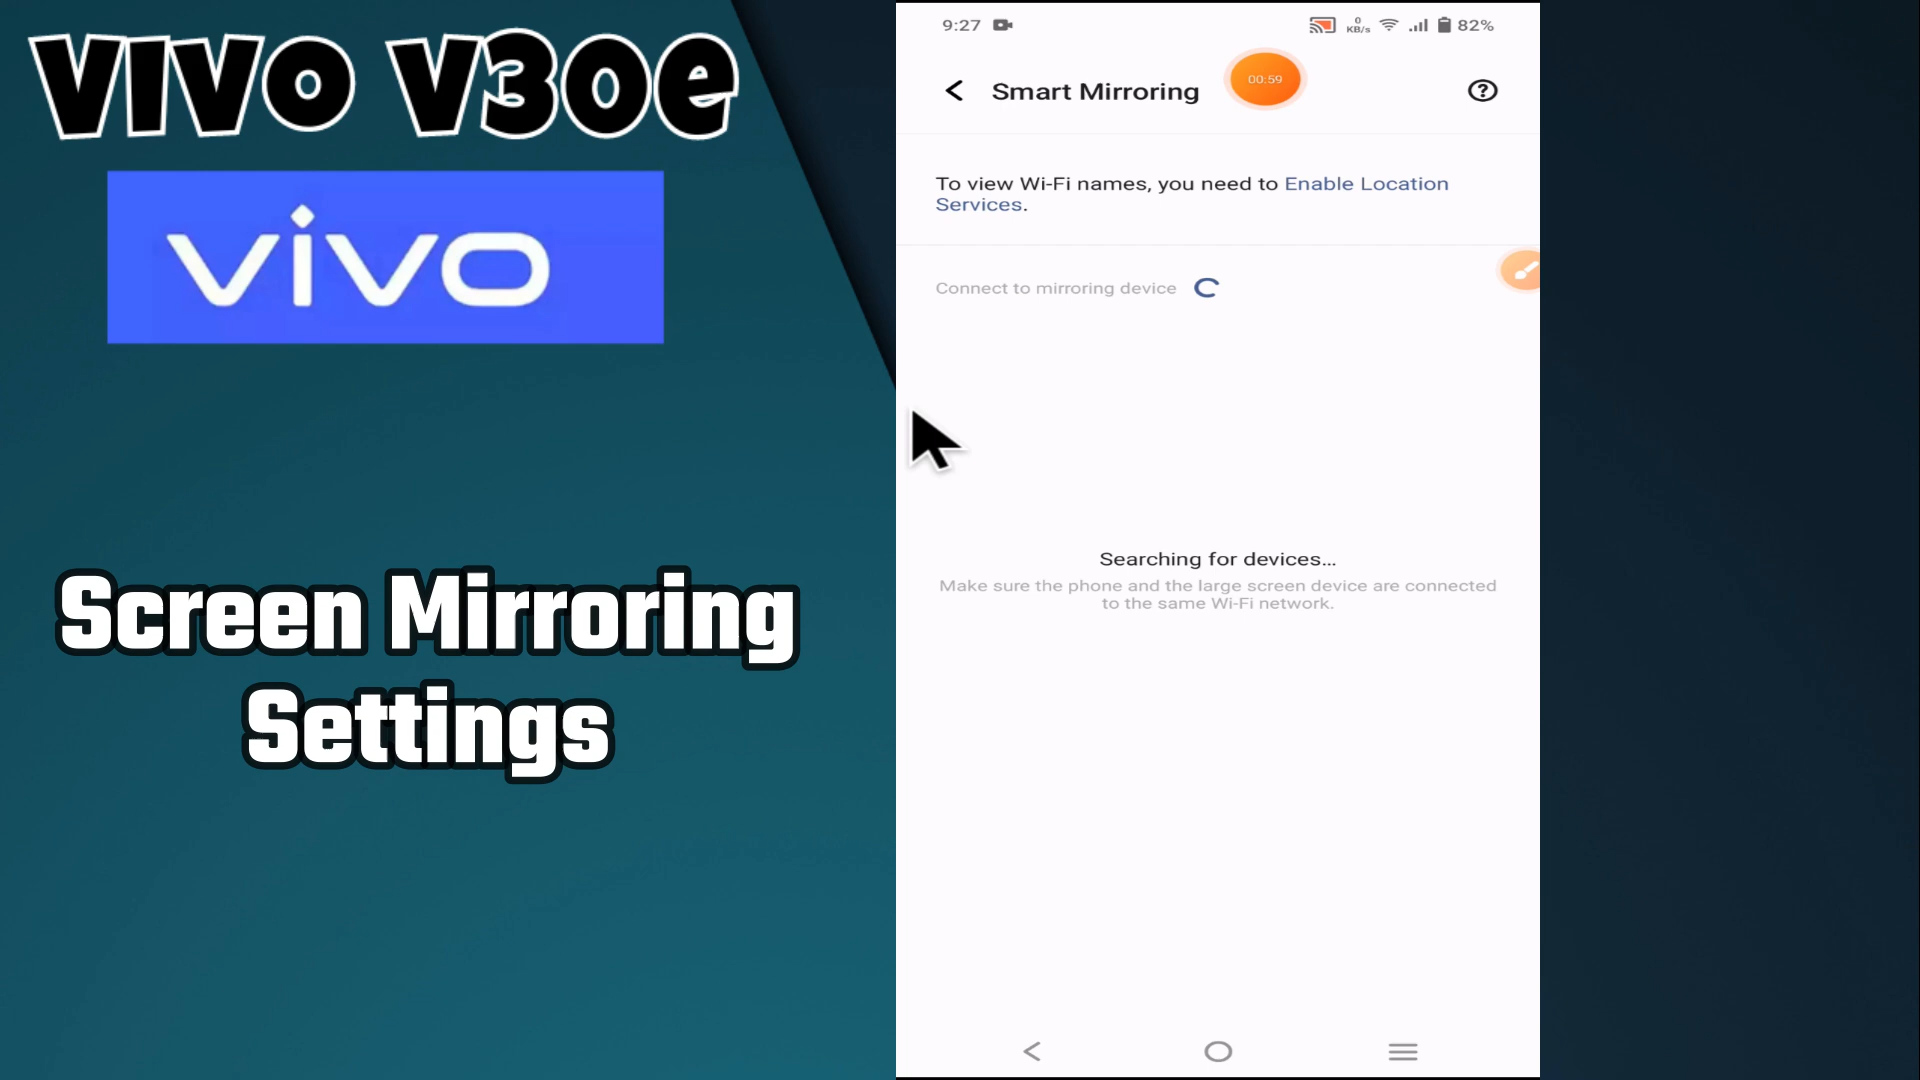 VIVO V30e
vivo
Screen Mirroring
Settings
9:27
0
KB/s
82%
Smart Mirroring
00:59
?
To view Wi-Fi names, you need to Enable Location
Services.
Connect to mirroring device
Searching for devices...
Make sure the phone and the large screen device are connected
to the same Wi-Fi network.